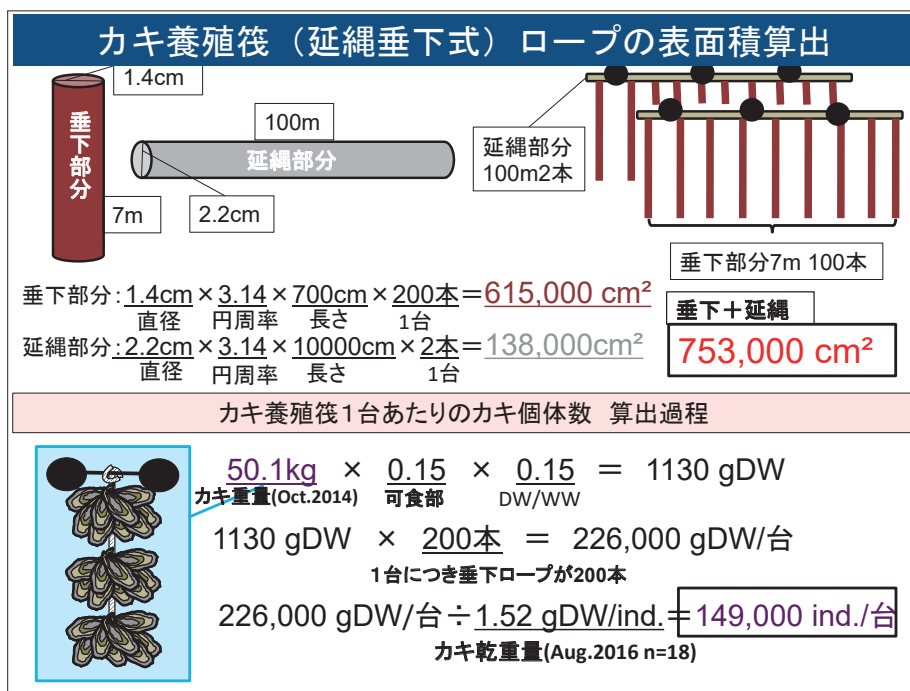 カキ養殖筏（延縄垂下式）ロープの表面積算出
1.4cm
垂下部分
7m
100m
延縄部分
2.2cm
延縄部分
100m2本
垂下部分7m 100本
垂下部分:1.4cm×3.14×700cm×200本=615,000 cm²
直径 円周率 長さ 1台
延縄部分:2.2cm×3.14×10000cm×2本=138,000cm²
直径 円周率 長さ 1台
垂下＋延縄
753,000 cm²
カキ養殖筏１台あたりのカキ個体数 算出過程
50.1kg × 0.15 × 0.15 = 1130 gDW
カキ重量(Oct.2014) 可食部 DW/WW
1130 gDW × 200本 = 226,000 gDW/台
１台につき垂下ロープが200本
226,000 gDW/台÷1.52 gDW/ind.=149,000 ind./台
カキ乾重量(Aug.2016 n=18)